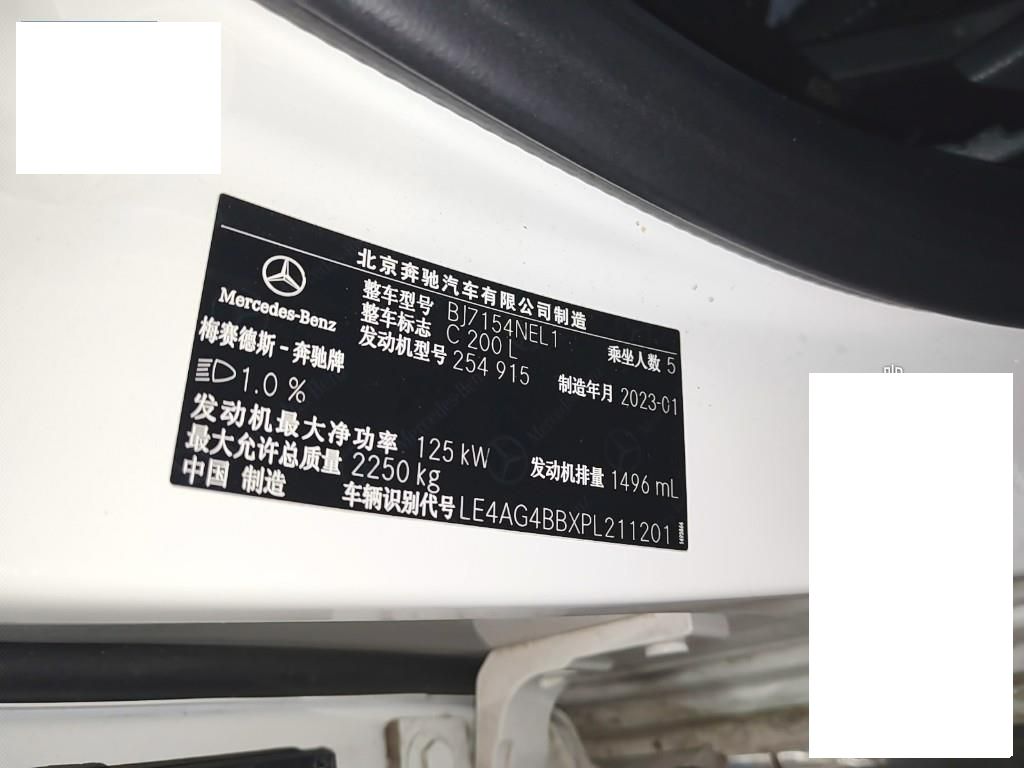 北京奔驰汽车有限公司制造
Mercedes-Benz
梅赛德斯-奔驰牌
整车型号 BJ7154NEL1
整车标志 C 200 L
乘坐人数 5
发动机型号 254 915
制造年月 2023-01
1.0 %
发动机最大净功率 125 kW
发动机排量 1496 mL
最大允许总质量 2250 kg
中国 制造
车辆识别代号 LE4AG4BBXPL211201